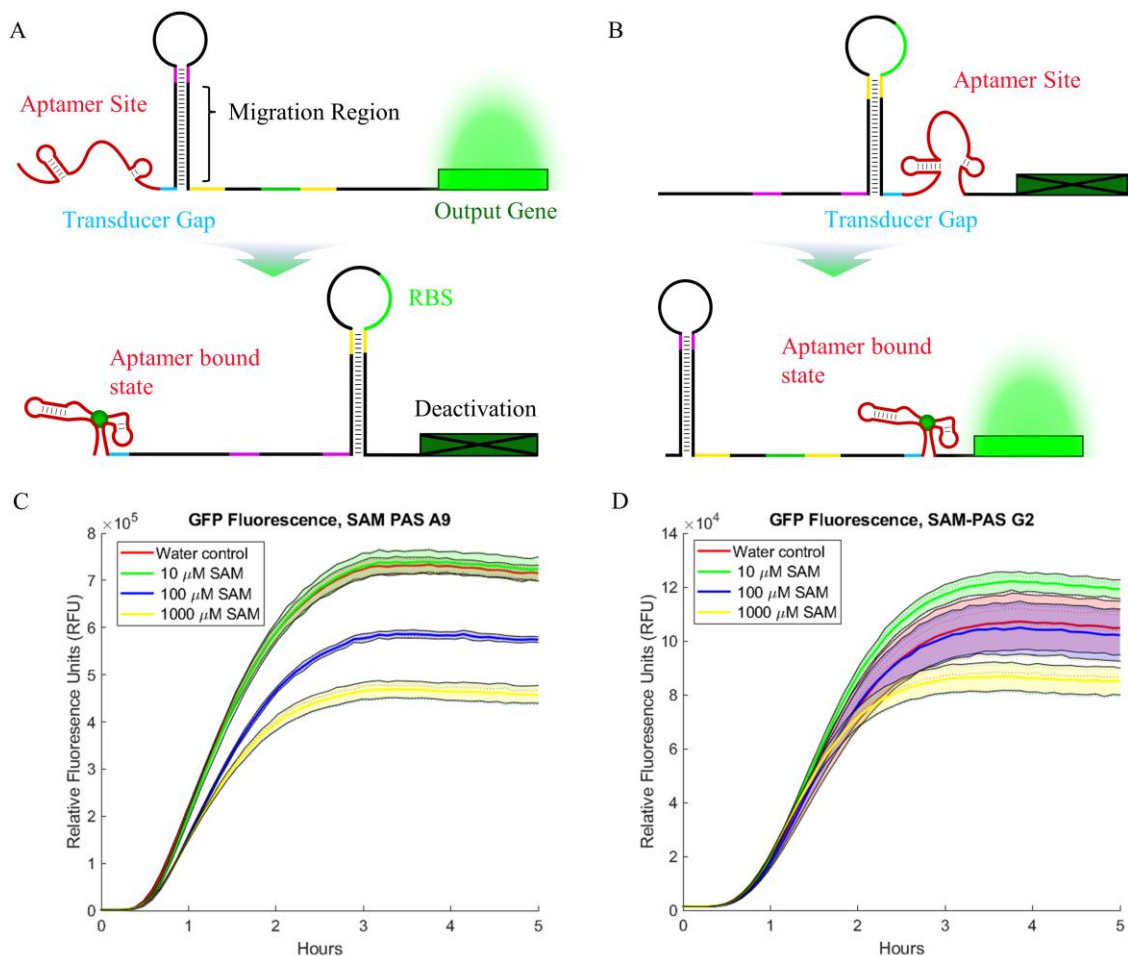 A
Aptamer Site
Migration Region
Transducer Gap
Output Gene
RBS
Aptamer bound
state
Deactivation
B
Aptamer Site
Transducer Gap
Aptamer bound
state
C
GFP Fluorescence, SAM PAS A9
× 10⁵
Relative Fluorescence Units (RFU)
8
7
6
5
4
3
2
1
0
Water control
10 μM SAM
100 μM SAM
1000 μM SAM
0 1 2 3 4 5
Hours
D
GFP Fluorescence, SAM-PAS G2
× 10⁴
Relative Fluorescence Units (RFU)
14
12
10
8
6
4
2
0
Water control
10 μM SAM
100 μM SAM
1000 μM SAM
0 1 2 3 4 5
Hours